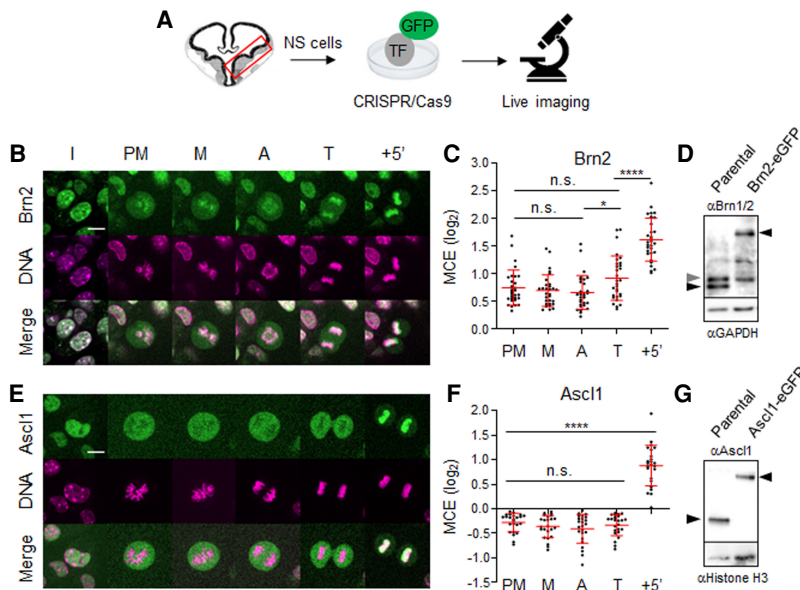 A
NS cells
GFP
TF
CRISPR/Cas9
Live imaging
B
I PM M A T +5'
Brn2
DNA
Merge
C
Brn2
MCE (log2)
3.0
2.5
2.0
1.5
1.0
0.5
0.0
n.s.
****
n.s.
*
PM M A T +5'
D
Parental
Brn2-eGFP
αBrn1/2
αGAPDH
E
Ascl1
DNA
Merge
F
Ascl1
MCE (log2)
2.0
1.5
1.0
0.5
0.0
-0.5
-1.0
-1.5
****
n.s.
PM M A T +5'
G
Parental
Ascl1-eGFP
αAscl1
αHistone H3